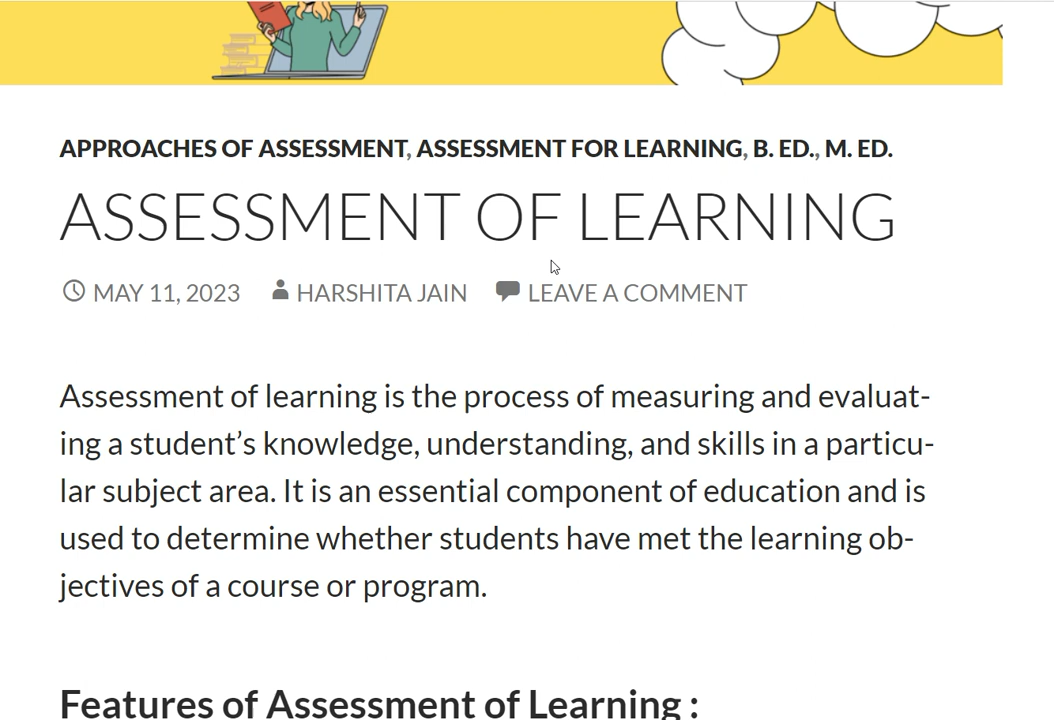 APPROACHES OF ASSESSMENT, ASSESSMENT FOR LEARNING, B. ED., M. ED.
ASSESSMENT OF LEARNING
MAY 11, 2023 HARSHITA JAIN LEAVE A COMMENT
Assessment of learning is the process of measuring and evaluat-
ing a student’s knowledge, understanding, and skills in a particu-
lar subject area. It is an essential component of education and is
used to determine whether students have met the learning ob-
jectives of a course or program.
Features of Assessment of Learning :